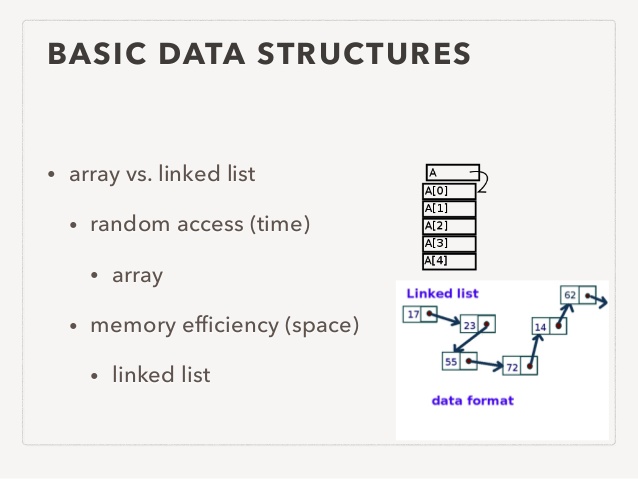 BASIC DATA STRUCTURES
• array vs. linked list
• random access (time)
• array
• memory efficiency (space)
• linked list
A
A[0]
A[1]
A[2]
A[3]
A[4]
Linked list
62
17
23
14
55
72
data format